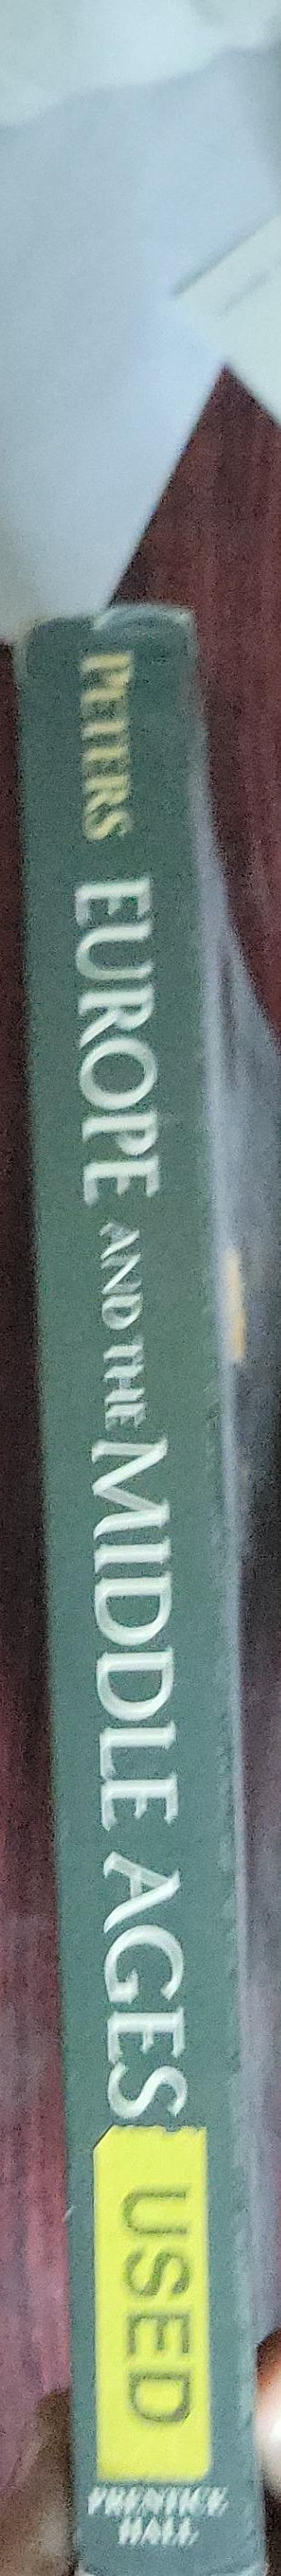 PETERS EUROPE AND THE MIDDLE AGES
USED
PRENTICE
HALL